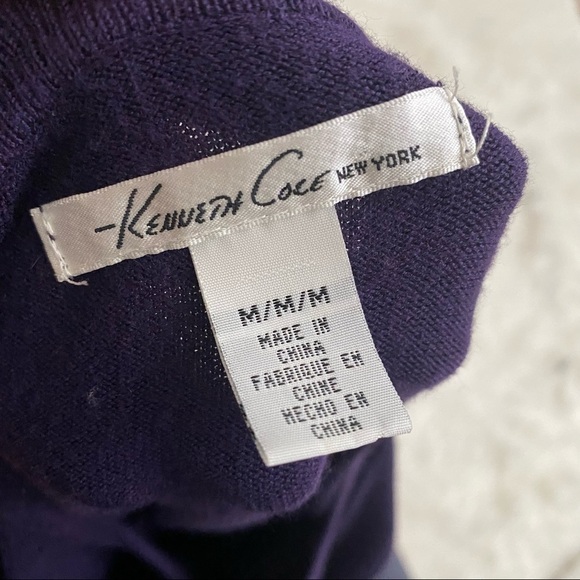 Kenneth Cole NEW YORK
M/M/M
MADE IN
CHINA
FABRIQUE EN
CHINE
HECHO EN
CHINA